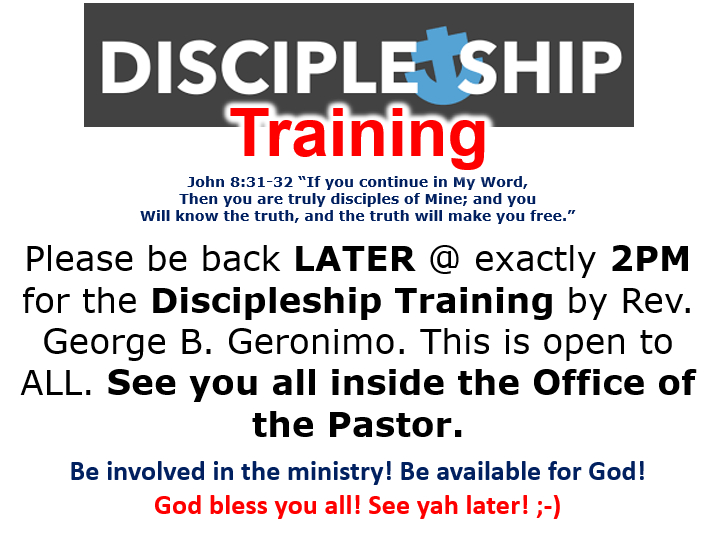 DISCIPLESHIP
Training
John 8:31-32 “If you continue in My Word,
Then you are truly disciples of Mine; and you
Will know the truth, and the truth will make you free.”
Please be back LATER @ exactly 2PM
for the Discipleship Training by Rev.
George B. Geronimo. This is open to
ALL. See you all inside the Office of
the Pastor.
Be involved in the ministry! Be available for God!
God bless you all! See yah later! ;-)